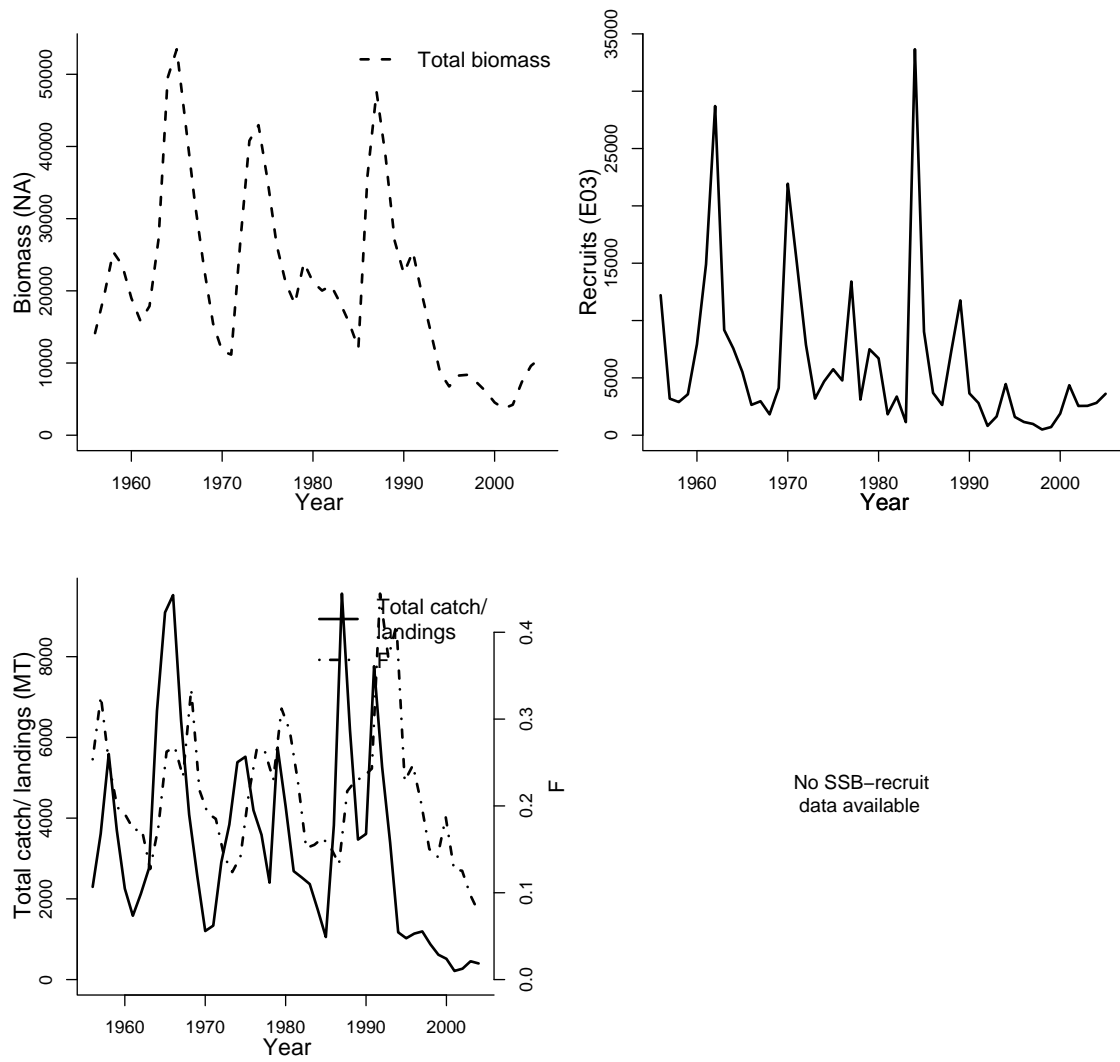 Total biomass
Biomass (NA)
0
10000
20000
30000
40000
50000
1960
1970
1980
1990
2000
Year
Recruits (E03)
0
5000
15000
25000
35000
1960
1970
1980
1990
2000
Year
Total catch/
landings
F
Total catch/ landings (MT)
0
2000
4000
6000
8000
0.0
0.1
0.2
0.3
0.4
F
1960
1970
1980
1990
2000
Year
No SSB−recruit
data available